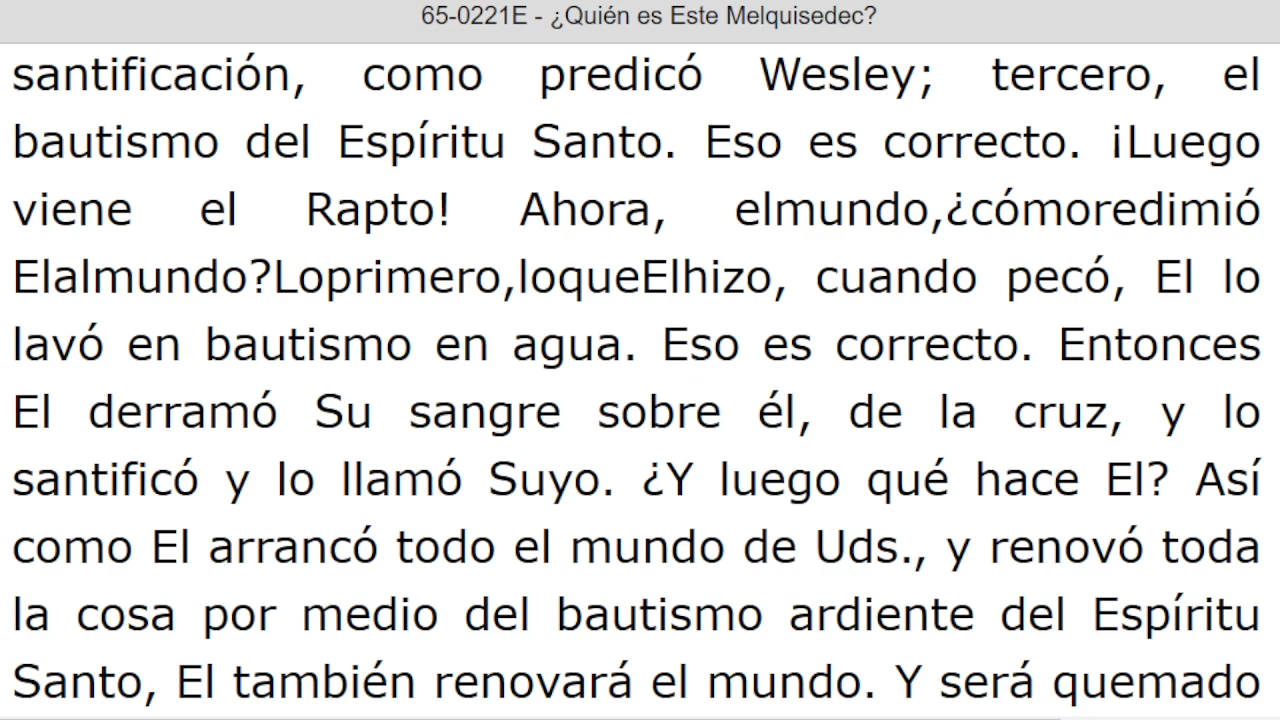 65-0221E - ¿Quién es Este Melquisedec?
santificación, como predicó Wesley; tercero, el
bautismo del Espíritu Santo. Eso es correcto. ¡Luego
viene el Rapto! Ahora, elmundo,¿cómoredimió
Elalmundo?Loprimero,loqueElhizo, cuando pecó, El lo
lavó en bautismo en agua. Eso es correcto. Entonces
El derramó Su sangre sobre él, de la cruz, y lo
santificó y lo llamó Suyo. ¿Y luego qué hace El? Así
como El arrancó todo el mundo de Uds., y renovó toda
la cosa por medio del bautismo ardiente del Espíritu
Santo, El también renovará el mundo. Y será quemado